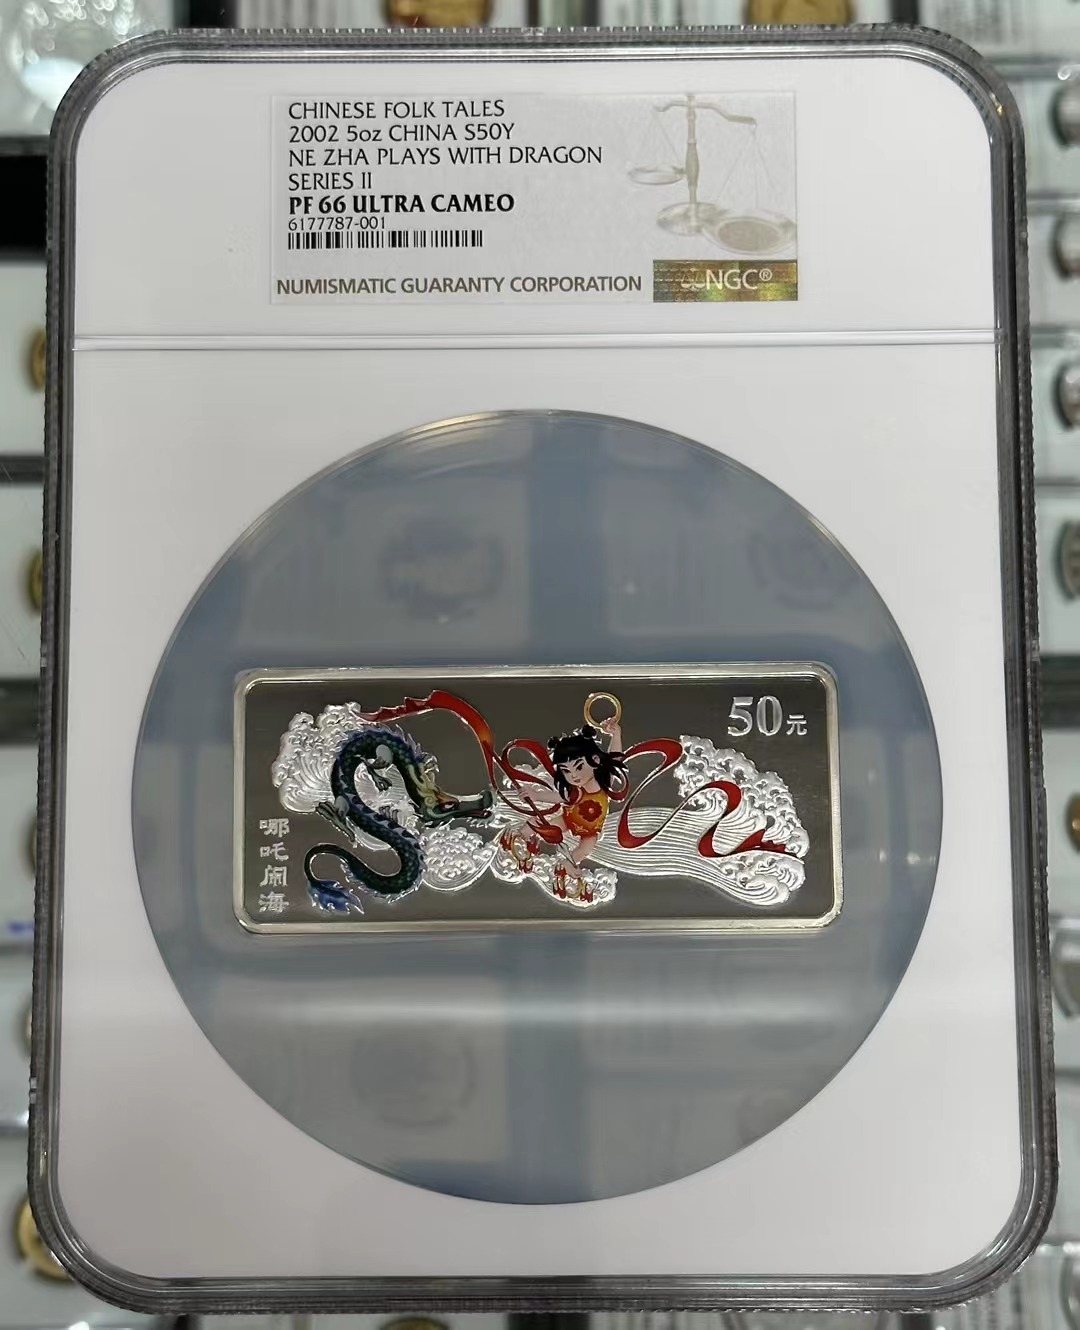 CHINESE FOLK TALES
2002 5oz CHINA S50Y
NE ZHA PLAYS WITH DRAGON
SERIES II
PF 66 ULTRA CAMEO
6177787-001
NUMISMATIC GUARANTY CORPORATION
NGC®
50元
哪吒闹海